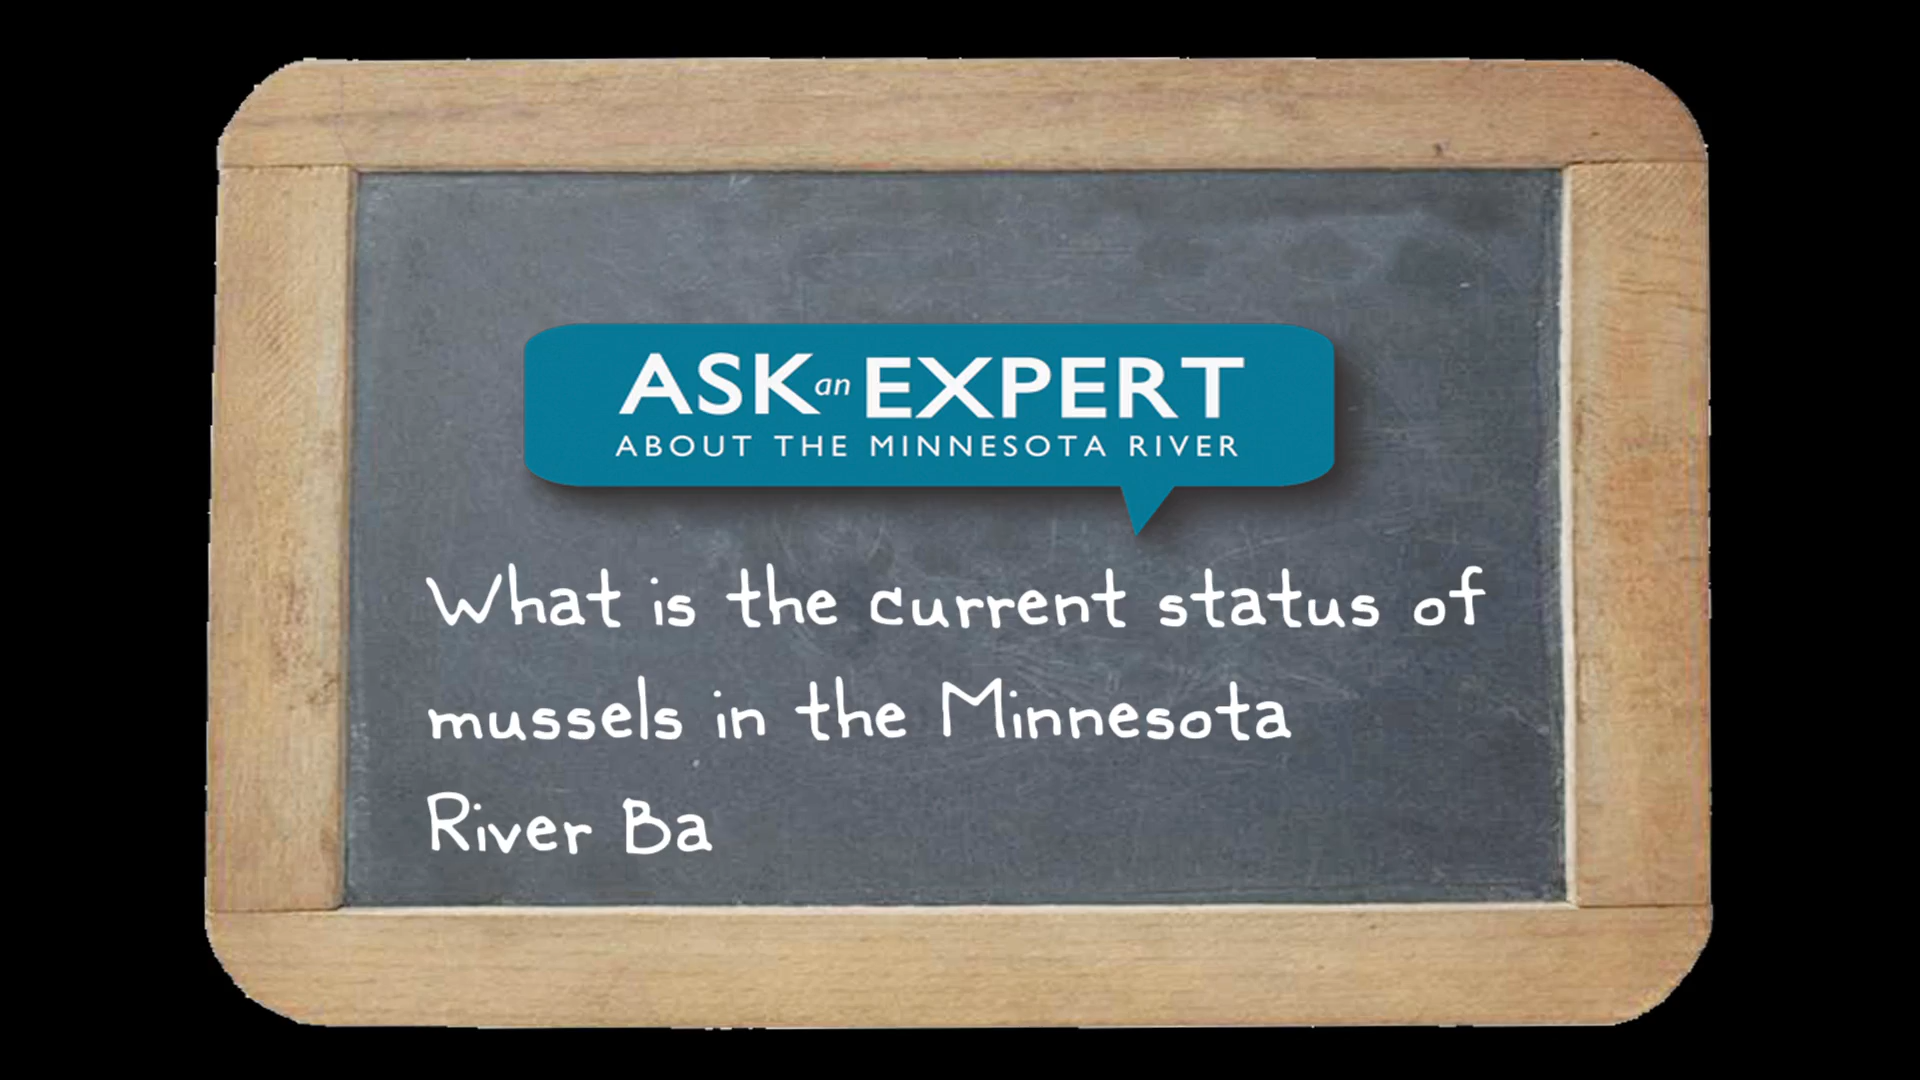 ASK an EXPERT
ABOUT THE MINNESOTA RIVER
What is the current status of
mussels in the Minnesota
River Ba